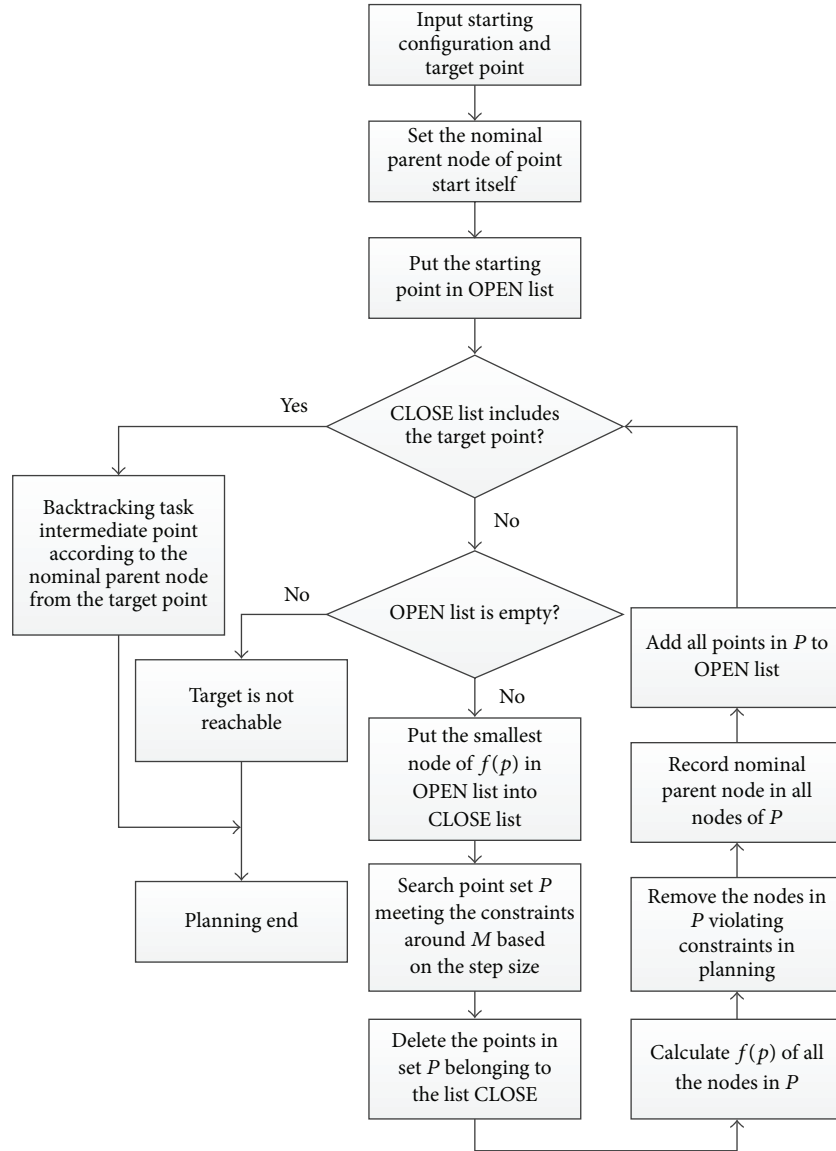 Input starting
configuration and
target point
Set the nominal
parent node of point
start itself
Put the starting
point in OPEN list
CLOSE list includes
the target point?
Yes
No
Backtracking task
intermediate point
according to the
nominal parent node
from the target point
OPEN list is empty?
No
No
Target is not
reachable
Planning end
Put the smallest
node of f(p) in
OPEN list into
CLOSE list
Search point set P
meeting the constraints
around M based
on the step size
Delete the points in
set P belonging to
the list CLOSE
Calculate f(p) of all
the nodes in P
Remove the nodes in
P violating
constraints in
planning
Record nominal
parent node in all
nodes of P
Add all points in P to
OPEN list